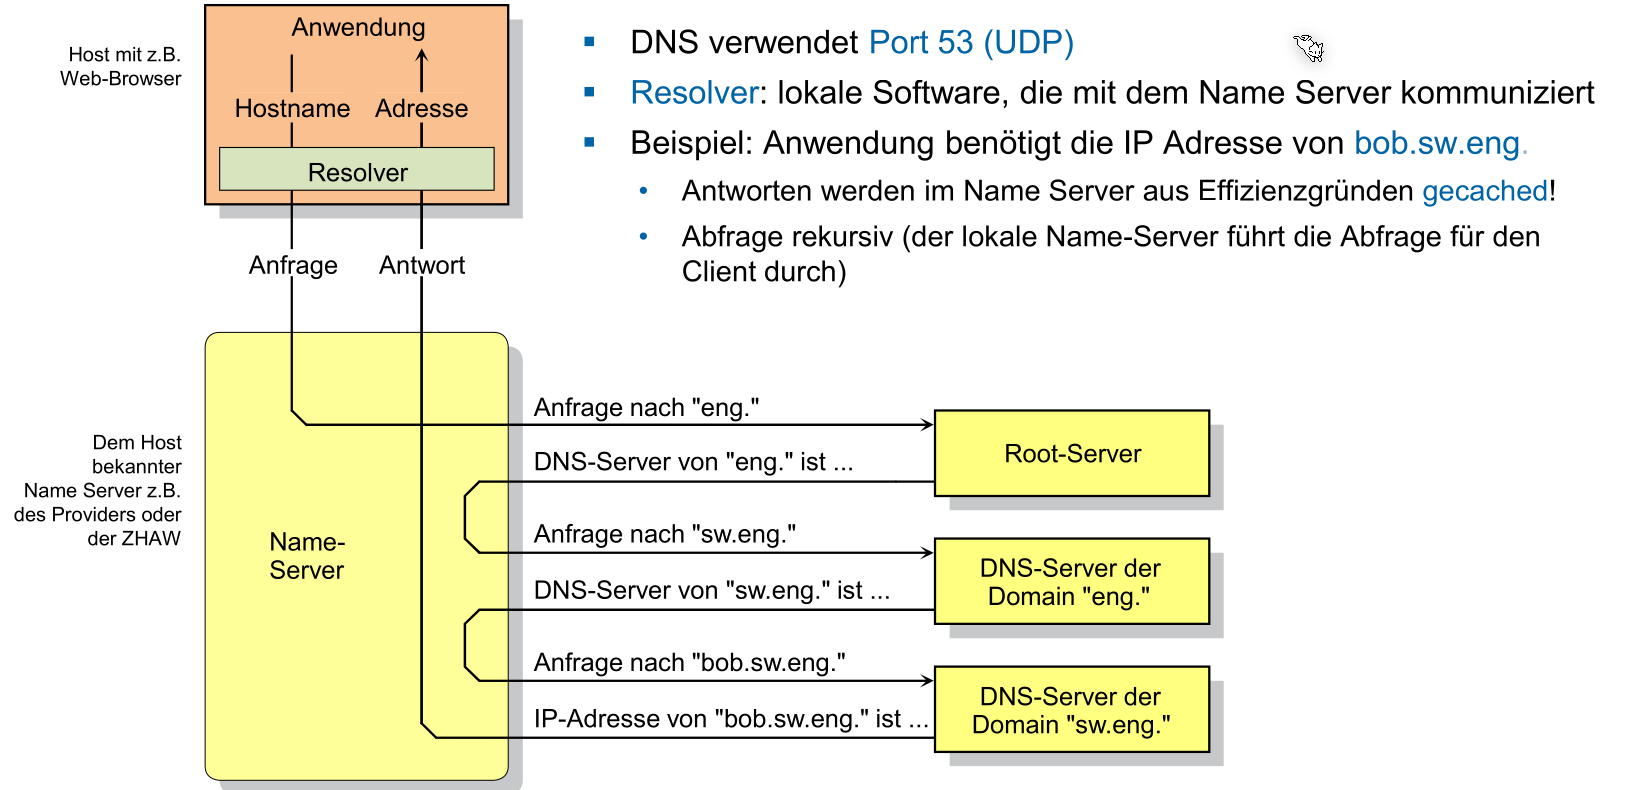 Host mit z.B.
Web-Browser
Anwendung
Hostname
Adresse
Resolver
Anfrage
Antwort
▪ DNS verwendet Port 53 (UDP)
▪ Resolver: lokale Software, die mit dem Name Server kommuniziert
▪ Beispiel: Anwendung benötigt die IP Adresse von bob.sw.eng.
• Antworten werden im Name Server aus Effizienzgründen gecached!
• Abfrage rekursiv (der lokale Name-Server führt die Abfrage für den
Client durch)
Dem Host
bekannter
Name Server z.B.
des Providers oder
der ZHAW
Name-
Server
Anfrage nach "eng."
DNS-Server von "eng." ist ...
Root-Server
Anfrage nach "sw.eng."
DNS-Server von "sw.eng." ist ...
DNS-Server der
Domain "eng."
Anfrage nach "bob.sw.eng."
IP-Adresse von "bob.sw.eng." ist ...
DNS-Server der
Domain "sw.eng."